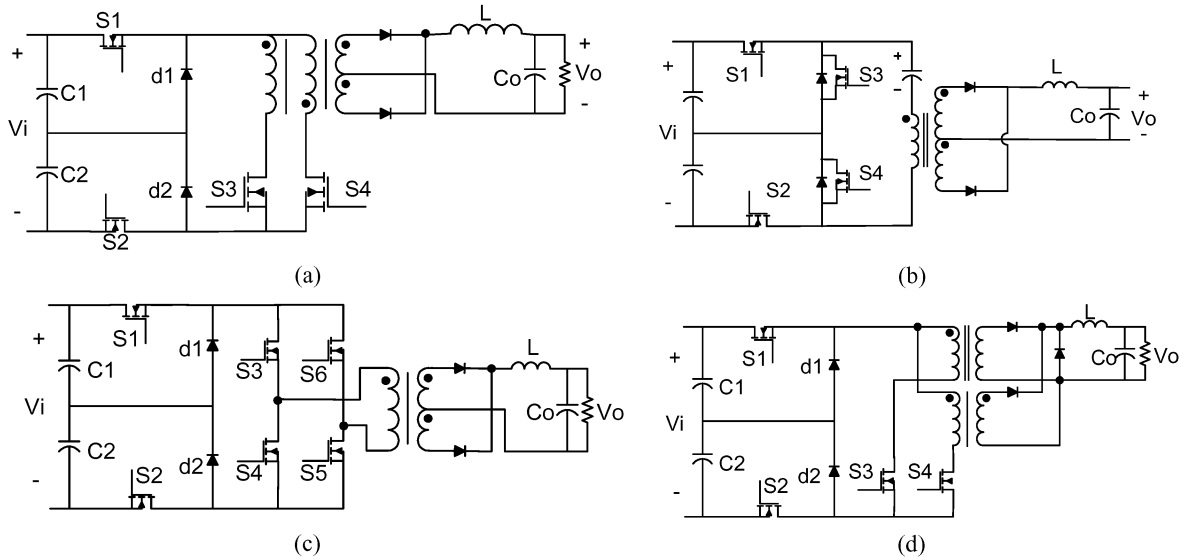 S1
L
+
+
C1
d1
Co
Vo
-
Vi
C2
d2
S3
S4
-
S2
(a)
S1
+
S3
+
-
L
+
Vi
Co
Vo
-
S4
S2
-
(b)
S1
+
d1
S3
S6
L
C1
Vi
Co
Vo
C2
d2
S4
S5
S2
-
(c)
S1
L
+
d1
Co
Vo
C1
Vi
C2
d2
S3
S4
S2
-
(d)